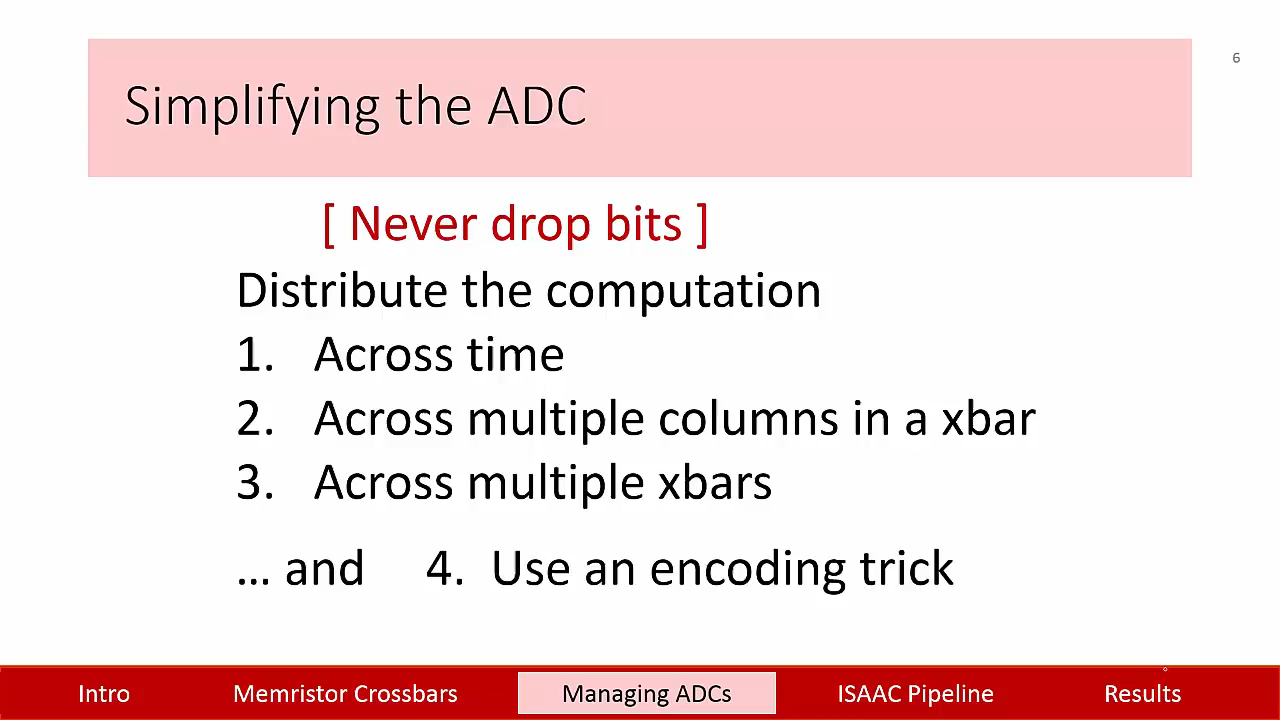 6
Simplifying the ADC
[ Never drop bits ]
Distribute the computation
1. Across time
2. Across multiple columns in a xbar
3. Across multiple xbars
… and 4. Use an encoding trick
Intro Memristor Crossbars Managing ADCs ISAAC Pipeline Results